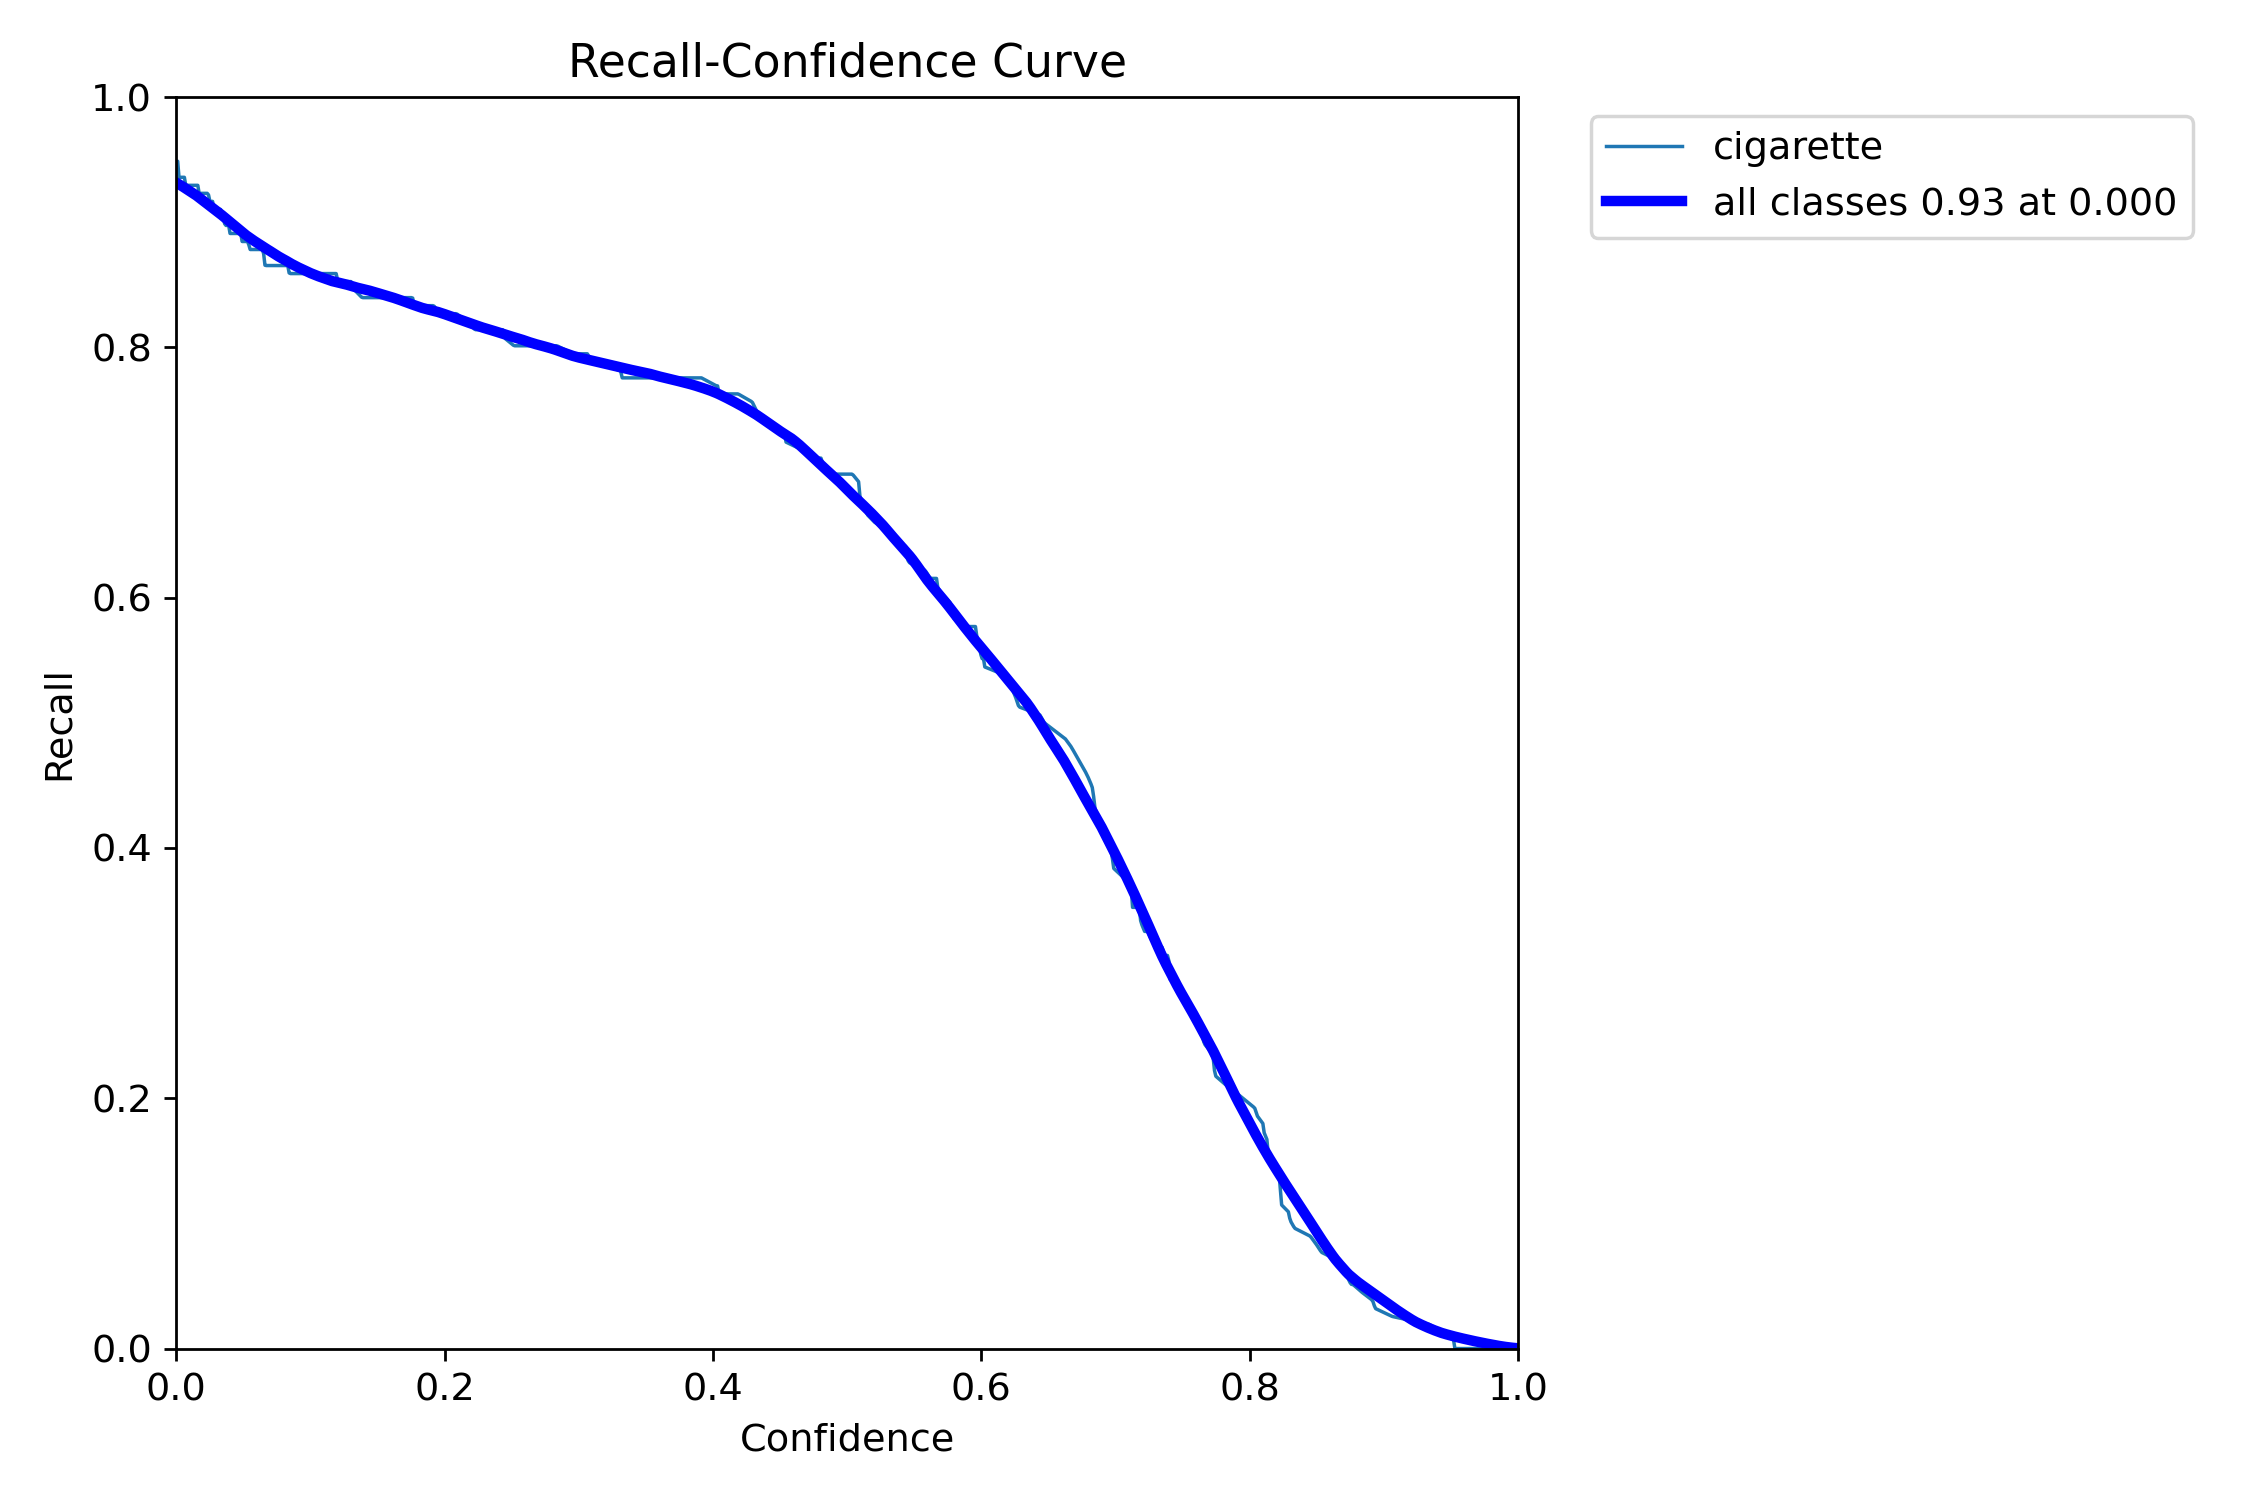 Recall-Confidence Curve
1.0
0.8
0.6
0.4
0.2
0.0
Recall
0.0 0.2 0.4 0.6 0.8 1.0
Confidence
cigarette
all classes 0.93 at 0.000